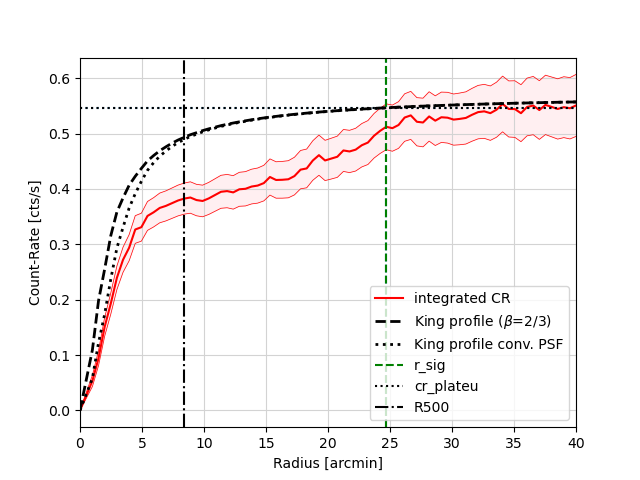 0.6
0.5
0.4
0.3
0.2
0.1
0.0
Count-Rate [cts/s]
integrated CR
King profile (β=2/3)
King profile conv. PSF
r_sig
cr_plateu
R500
0 5 10 15 20 25 30 35 40
Radius [arcmin]